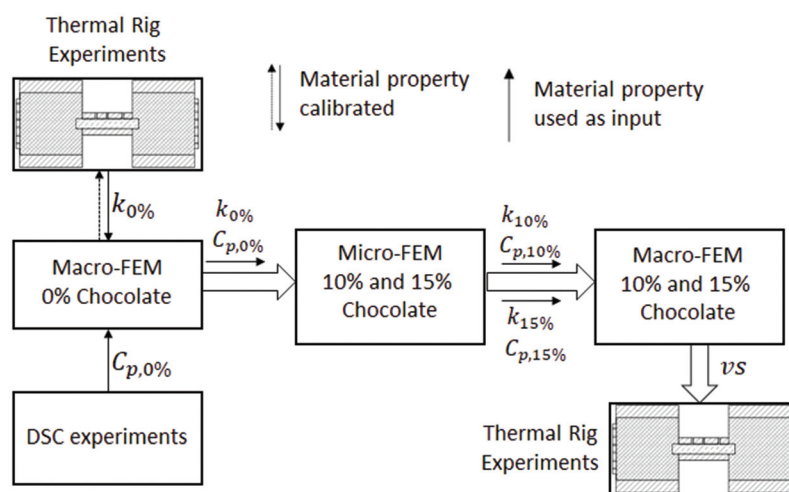 Thermal Rig
Experiments
Material property
calibrated
Material property
used as input
k0%
k0%
Cp,0%
k10%
Cp,10%
Macro-FEM
0% Chocolate
Micro-FEM
10% and 15%
Chocolate
Macro-FEM
10% and 15%
Chocolate
k15%
Cp,15%
Cp,0%
vs
DSC experiments
Thermal Rig
Experiments